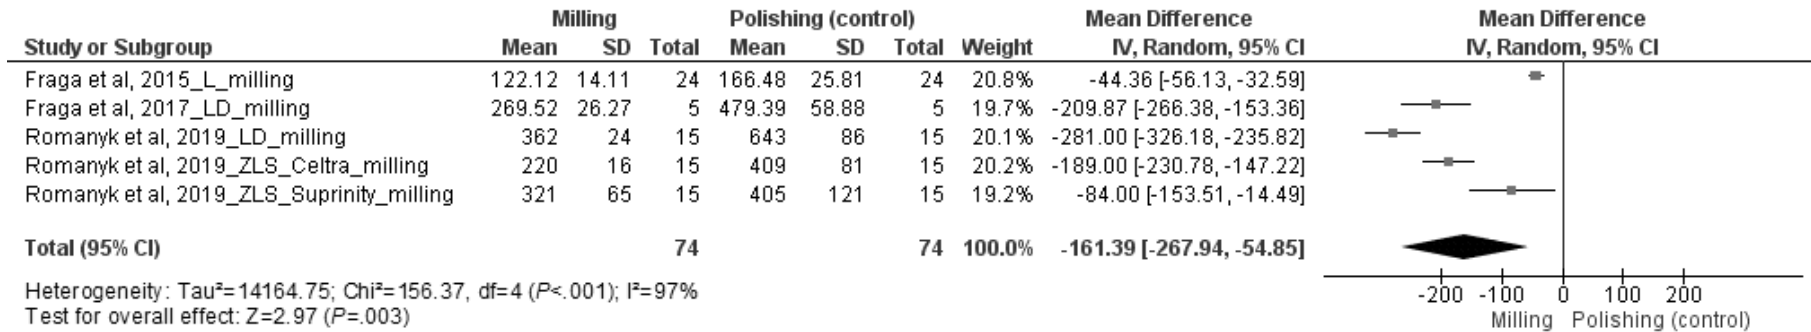 Milling Polishing (control) Mean Difference Mean Difference
Study or Subgroup Mean SD Total Mean SD Total Weight IV, Random, 95% CI IV, Random, 95% CI
Fraga et al, 2015_L_milling 122.12 14.11 24 166.48 25.81 24 20.8% -44.36 [-56.13, -32.59]
Fraga et al, 2017_LD_milling 269.52 26.27 5 479.39 58.88 5 19.7% -209.87 [-266.38, -153.36]
Romanyk et al, 2019_LD_milling 362 24 15 643 86 15 20.1% -281.00 [-326.18, -235.82]
Romanyk et al, 2019_ZLS_Celtra_milling 220 16 15 409 81 15 20.2% -189.00 [-230.78, -147.22]
Romanyk et al, 2019_ZLS_Suprinity_milling 321 65 15 405 121 15 19.2% -84.00 [-153.51, -14.49]
Total (95% CI) 74 74 100.0% -161.39 [-267.94, -54.85]
Heterogeneity: Tau²=14164.75; Chi²=156.37, df=4 (P<.001); I²=97%
Test for overall effect: Z=2.97 (P=.003)
-200 -100 0 100 200
Milling Polishing (control)